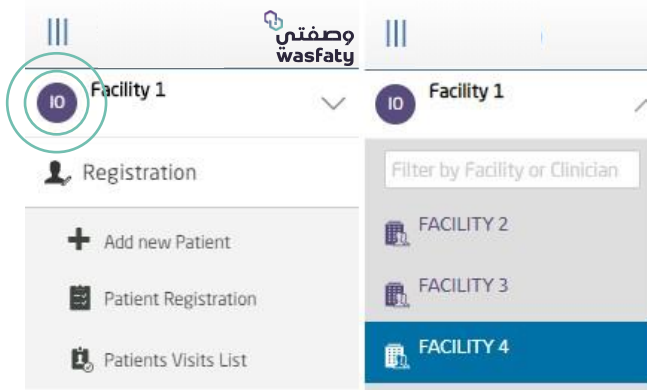 وصفتي
wasfaty
IO
Facility 1
Registration
Add new Patient
Patient Registration
Patients Visits List
IO
Facility 1
Filter by Facility or Clinician
FACILITY 2
FACILITY 3
FACILITY 4